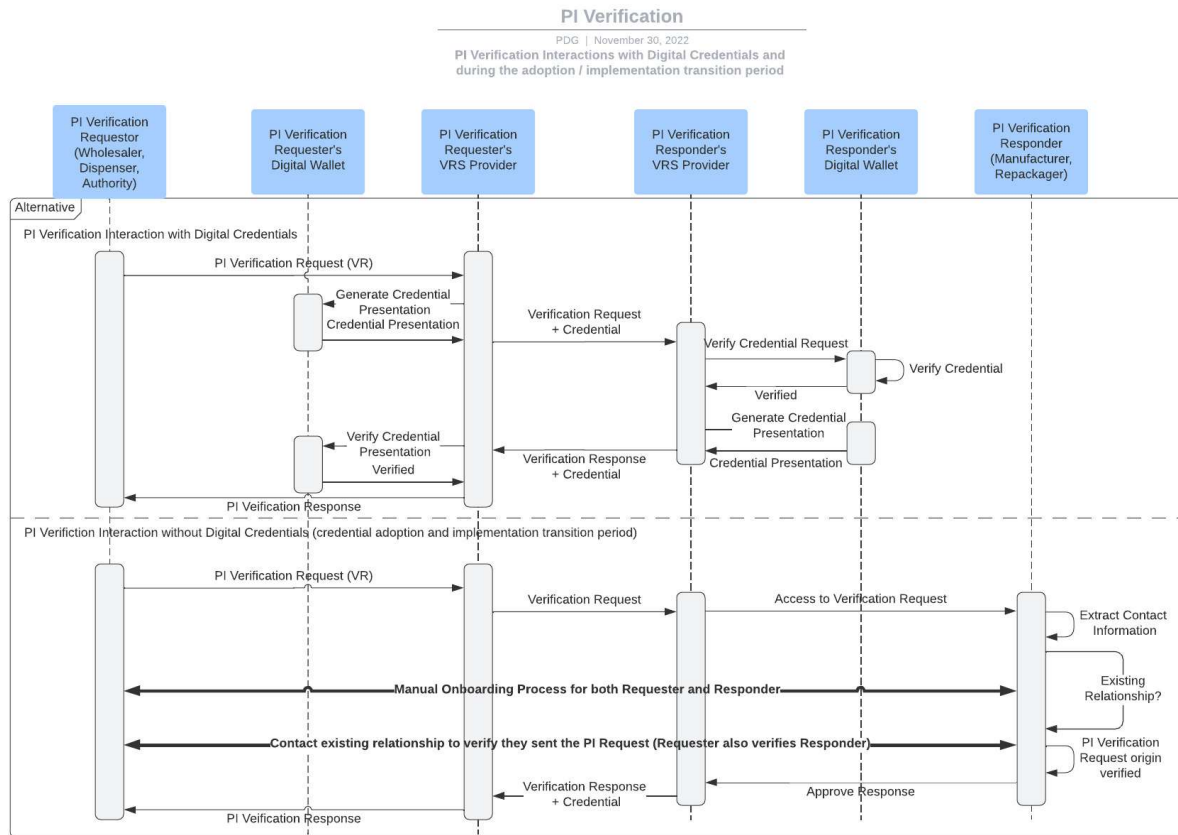 PI Verification
PDG | November 30, 2022
PI Verification Interactions with Digital Credentials and
during the adoption / implementation transition period
PI Verification
Requestor
(Wholesaler,
Dispenser,
Authority)
PI Verification
Requester's
Digital Wallet
PI Verification
Requester's
VRS Provider
PI Verification
Responder's
VRS Provider
PI Verification
Responder's
Digital Wallet
PI Verification
Responder
(Manufacturer,
Repackager)
Alternative
PI Verification Interaction with Digital Credentials
PI Verification Request (VR)
Generate Credential
Presentation
Credential Presentation
Verification Request
+ Credential
Verify Credential Request
Verify Credential
Verified
Generate Credential
Presentation
Credential Presentation
Verification Response
+ Credential
Verify Credential
Presentation
Verified
PI Veification Response
PI Verifiction Interaction without Digital Credentials (credential adoption and implementation transition period)
PI Verification Request (VR)
Verification Request
Access to Verification Request
Extract Contact
Information
Existing
Relationship?
Manual Onboarding Process for both Requester and Responder
Contact existing relationship to verify they sent the PI Request (Requester also verifies Responder)
PI Verification
Request origin
verified
Approve Response
Verification Response
+ Credential
PI Veification Response